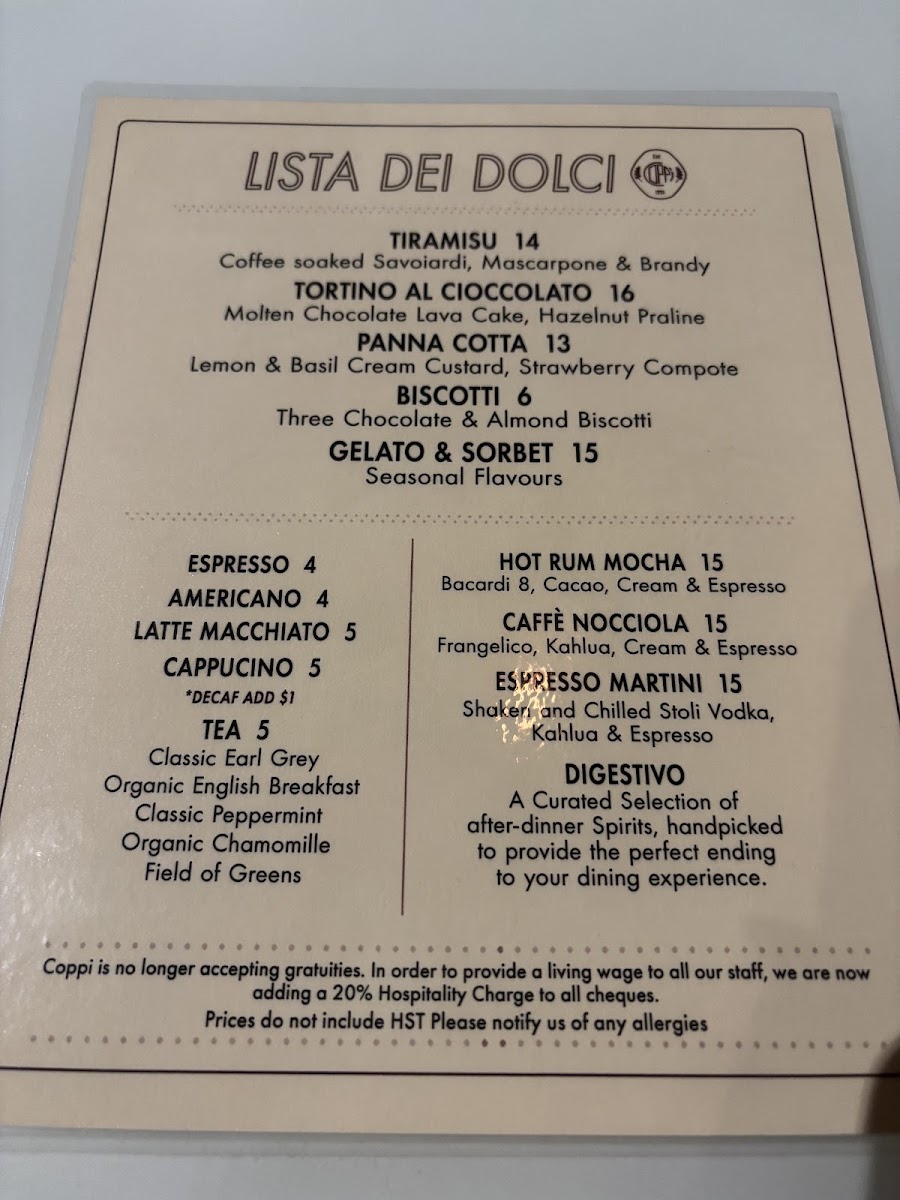 LISTA DEI DOLCI COPPI
TIRAMISU 14
Coffee soaked Savoiardi, Mascarpone & Brandy
TORTINO AL CIOCCOLATO 16
Molten Chocolate Lava Cake, Hazelnut Praline
PANNA COTTA 13
Lemon & Basil Cream Custard, Strawberry Compote
BISCOTTI 6
Three Chocolate & Almond Biscotti
GELATO & SORBET 15
Seasonal Flavours
ESPRESSO 4
AMERICANO 4
LATTE MACCHIATO 5
CAPPUCINO 5
*DECAF ADD $1
TEA 5
Classic Earl Grey
Organic English Breakfast
Classic Peppermint
Organic Chamomille
Field of Greens
HOT RUM MOCHA 15
Bacardi 8, Cacao, Cream & Espresso
CAFFÈ NOCCIOLA 15
Frangelico, Kahlua, Cream & Espresso
ESPRESSO MARTINI 15
Shaken and Chilled Stoli Vodka,
Kahlua & Espresso
DIGESTIVO
A Curated Selection of
after-dinner Spirits, handpicked
to provide the perfect ending
to your dining experience.
Coppi is no longer accepting gratuities. In order to provide a living wage to all our staff, we are now
adding a 20% Hospitality Charge to all cheques.
Prices do not include HST Please notify us of any allergies